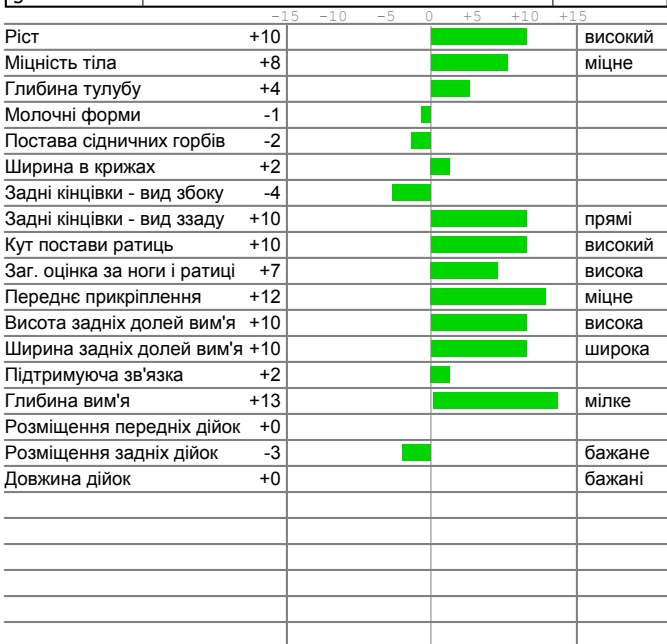 -15 -10 -5 0 +5 +10 +15
Ріст +10 високий
Міцність тіла +8 міцне
Глибина тулубу +4
Молочні форми -1
Постава сідничних горбів -2
Ширина в крижах +2
Задні кінцівки - вид збоку -4
Задні кінцівки - вид ззаду +10 прямі
Кут постави ратиць +10 високий
Заг. оцінка за ноги і ратиці +7 висока
Переднє прикріплення +12 міцне
Висота задніх долей вим'я +10 висока
Ширина задніх долей вим'я +10 широка
Підтримуюча зв'язка +2
Глибина вим'я +13 мілке
Розміщення передніх дійок +0
Розміщення задніх дійок -3 бажане
Довжина дійок +0 бажані